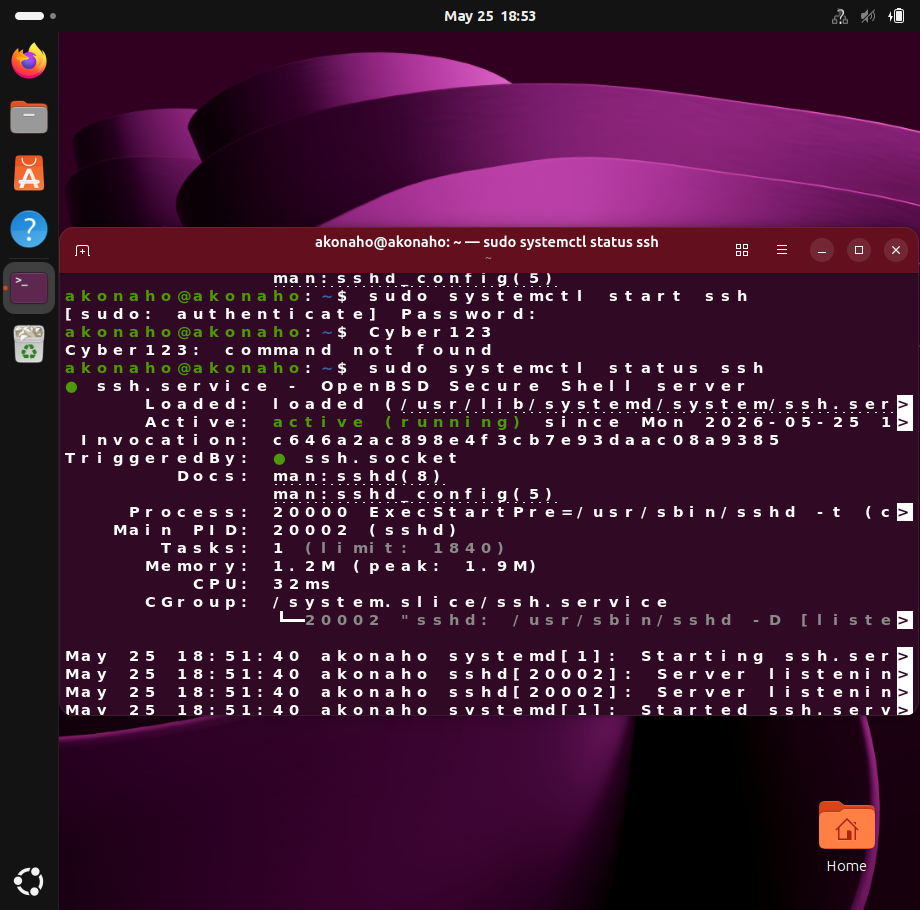 May 25 18:53
akonaho@akonaho: ~ — sudo systemctl status ssh
~
man:sshd_config(5)
akonaho@akonaho:~$ sudo systemctl start ssh
[sudo: authenticate] Password:
akonaho@akonaho:~$ Cyber123
Cyber123: command not found
akonaho@akonaho:~$ sudo systemctl status ssh
● ssh.service - OpenBSD Secure Shell server
Loaded: loaded (/usr/lib/systemd/system/ssh.ser>
Active: active (running) since Mon 2026-05-25 1>
Invocation: c646a2ac898e4f3cb7e93daac08a9385
TriggeredBy: ● ssh.socket
Docs: man:sshd(8)
man:sshd_config(5)
Process: 20000 ExecStartPre=/usr/sbin/sshd -t (c>
Main PID: 20002 (sshd)
Tasks: 1 (limit: 1840)
Memory: 1.2M (peak: 1.9M)
CPU: 32ms
CGroup: /system.slice/ssh.service
└─20002 "sshd: /usr/sbin/sshd -D [liste>
May 25 18:51:40 akonaho systemd[1]: Starting ssh.ser>
May 25 18:51:40 akonaho sshd[20002]: Server listenin>
May 25 18:51:40 akonaho sshd[20002]: Server listenin>
May 25 18:51:40 akonaho systemd[1]: Started ssh.serv>
Home